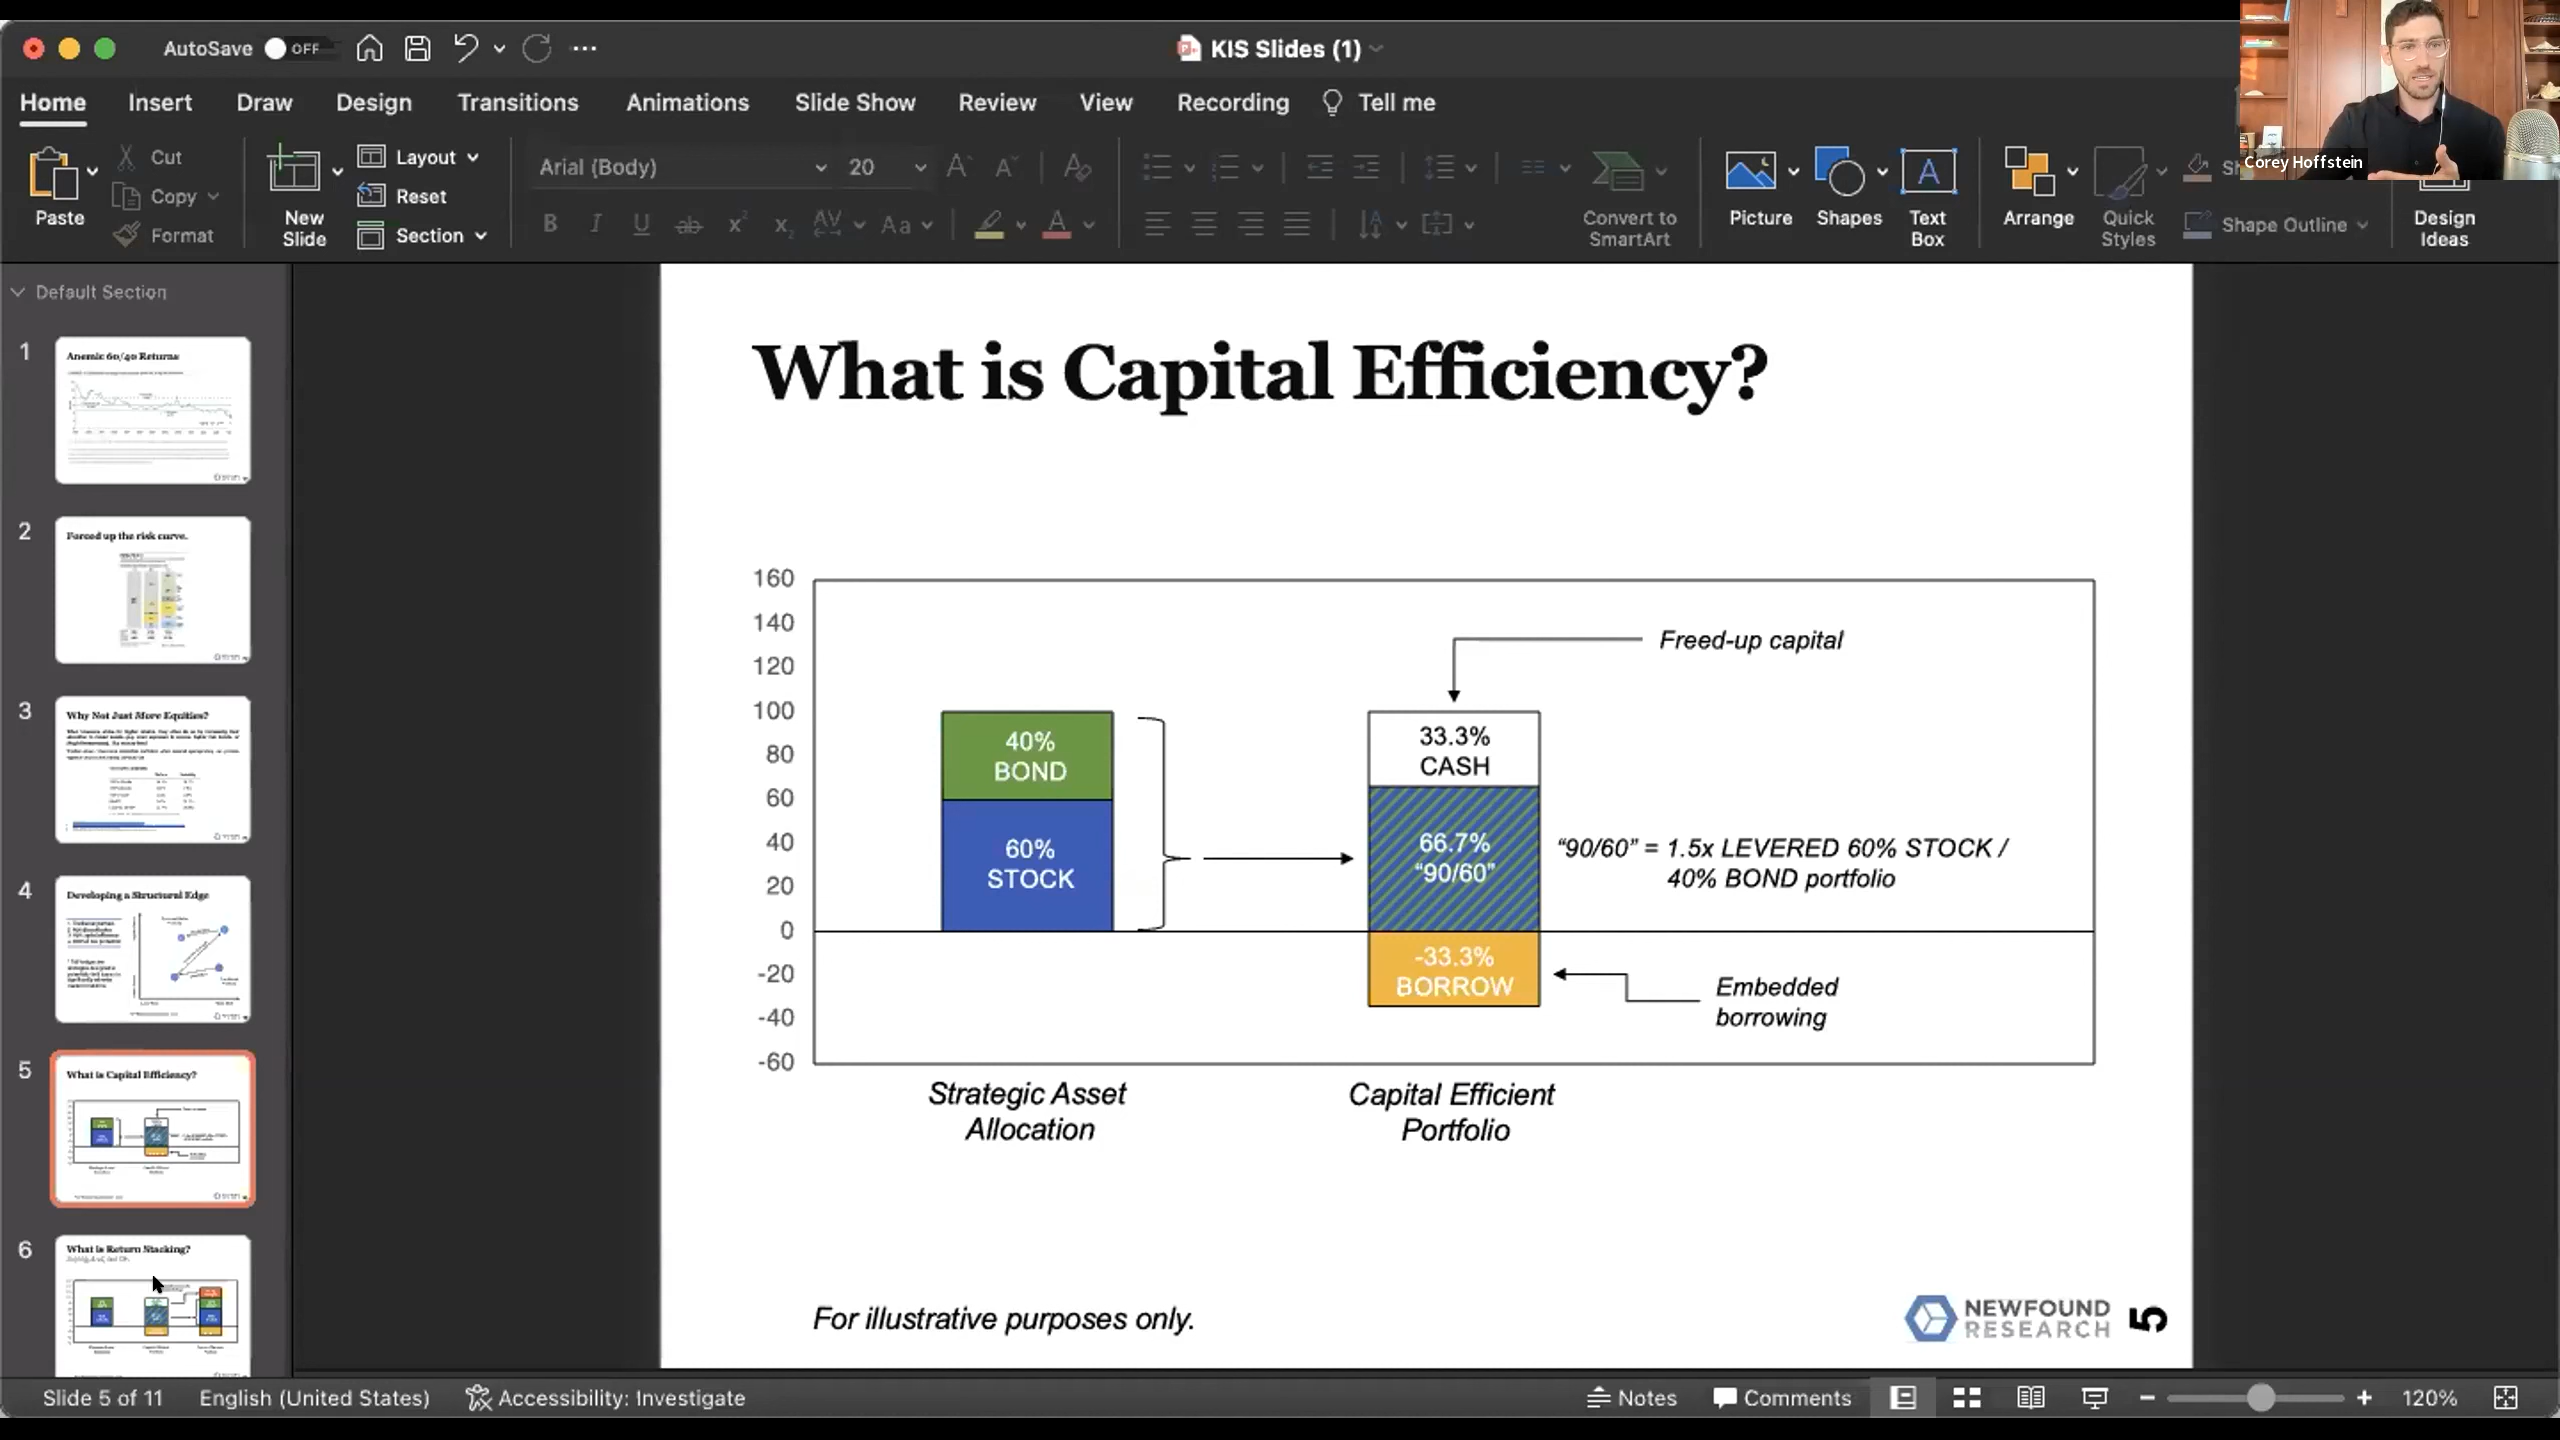 AutoSave OFF
KIS Slides (1)
Home Insert Draw Design Transitions Animations Slide Show Review View Recording Tell me
Corey Hoffstein
Paste
Cut
Copy
Format
New
Slide
Layout
Reset
Section
Arial (Body) 20
Convert to
SmartArt
Picture
Shapes
Text
Box
Arrange
Quick
Styles
Shape Outline
Design
Ideas
Default Section
1
Anemic 60/40 Returns
2
Forced up the risk curve.
3
Why Not Just More Equities?
4
Developing a Structural Edge
5
What is Capital Efficiency?
6
What is Return Stacking?
What is Capital Efficiency?
160
140
120
100
80
60
40
20
0
-20
-40
-60
40%
BOND
60%
STOCK
Freed-up capital
33.3%
CASH
66.7%
“90/60”
“90/60” = 1.5x LEVERED 60% STOCK /
40% BOND portfolio
-33.3%
BORROW
Embedded
borrowing
Strategic Asset
Allocation
Capital Efficient
Portfolio
For illustrative purposes only.
NEWFOUND
RESEARCH
5
Slide 5 of 11 English (United States) Accessibility: Investigate Notes Comments 120%